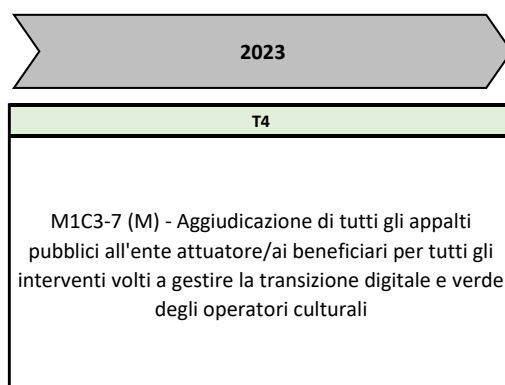 2023
T4
M1C3-7 (M) - Aggiudicazione di tutti gli appalti
pubblici all'ente attuatore/ai beneficiari per tutti gli
interventi volti a gestire la transizione digitale e verde
degli operatori culturali